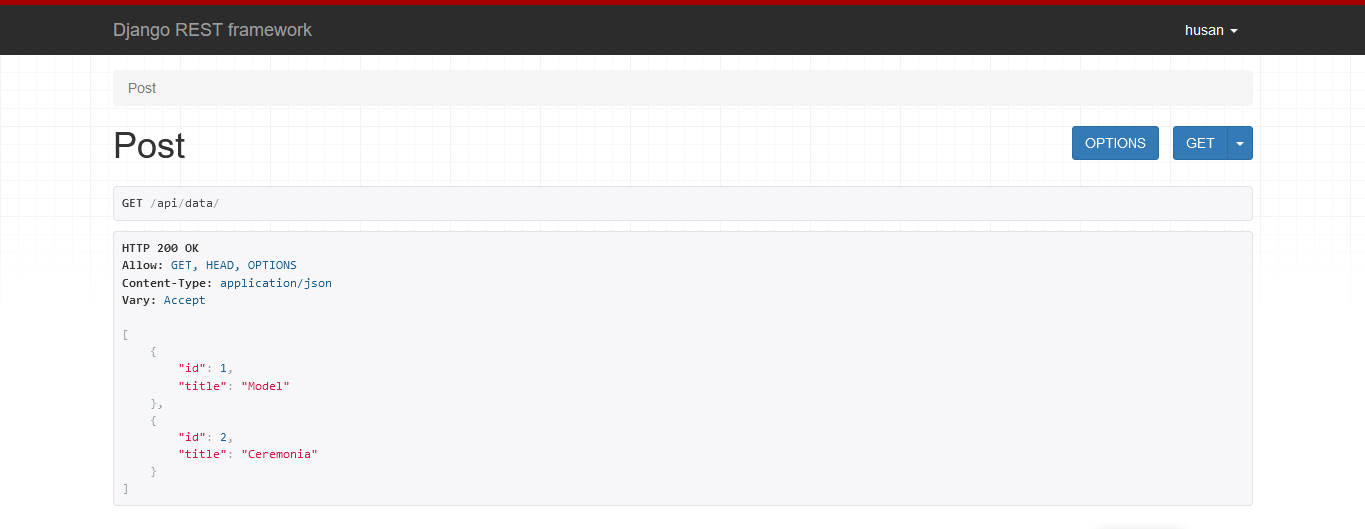 Django REST framework
husan
Post
Post
OPTIONS
GET
GET /api/data/
HTTP 200 OK
Allow: GET, HEAD, OPTIONS
Content-Type: application/json
Vary: Accept
[
    {
        "id": 1,
        "title": "Model"
    },
    {
        "id": 2,
        "title": "Ceremonia"
    }
]